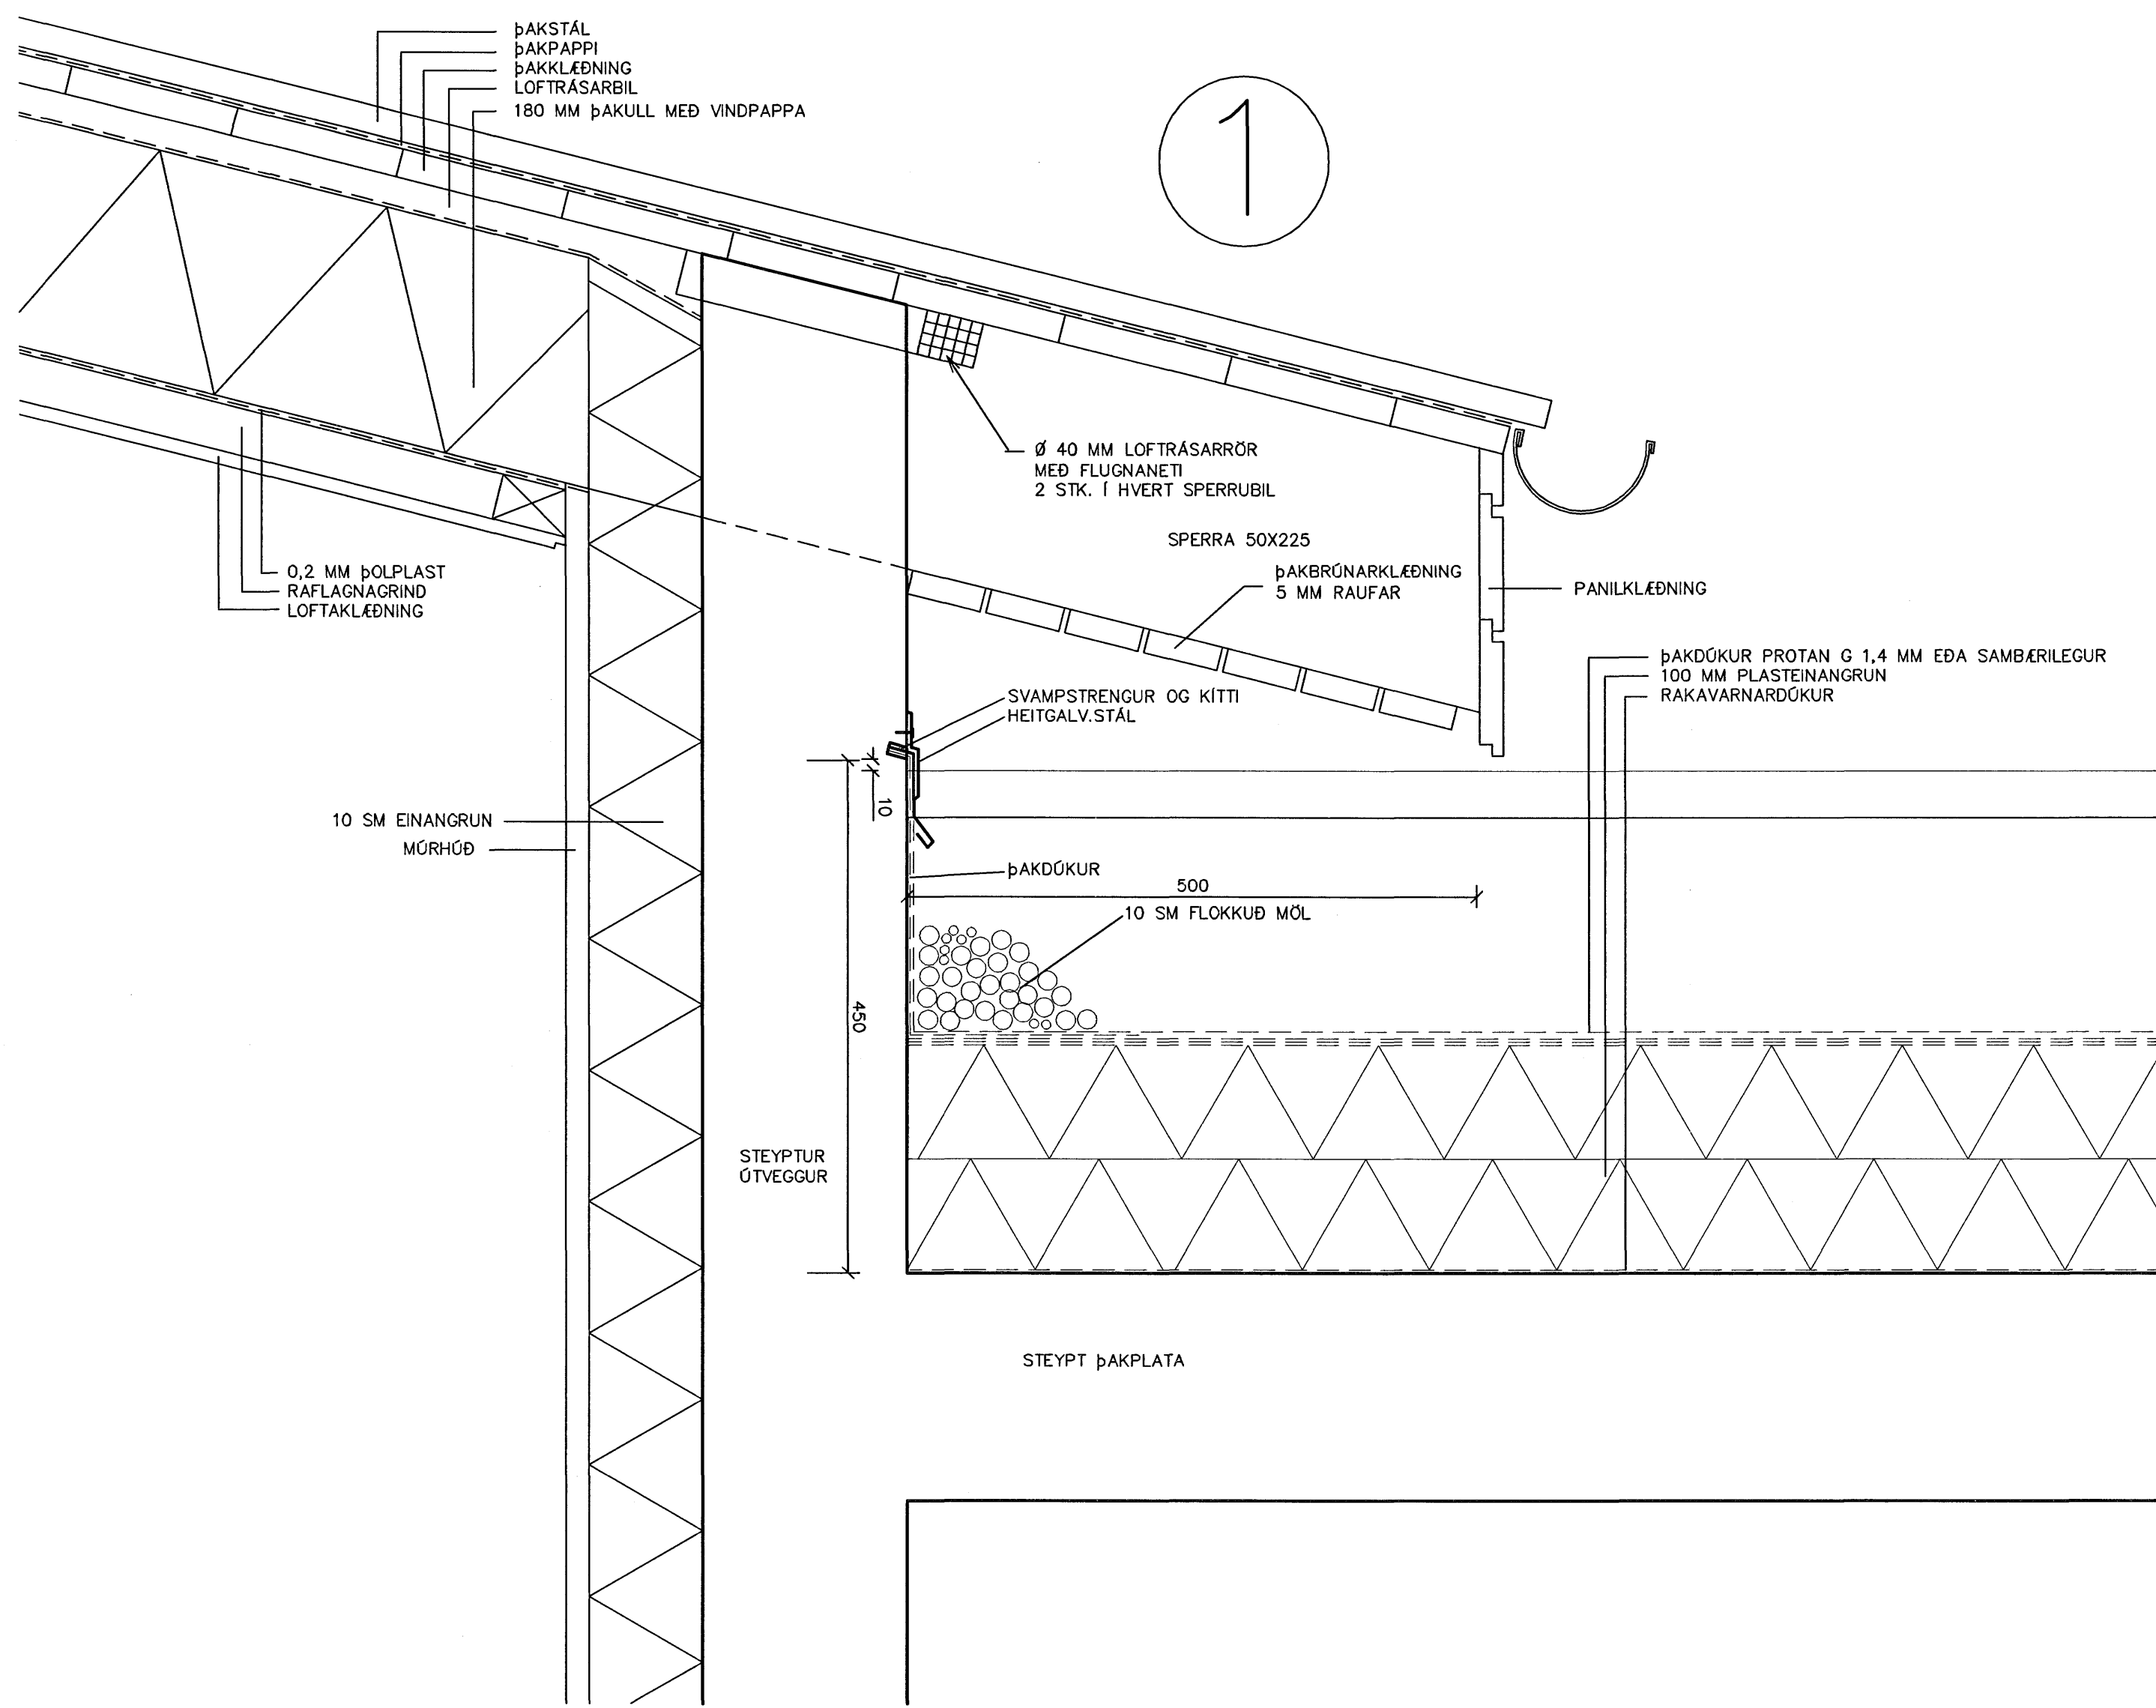 ÞAKSTÁL
ÞAKPAPPI
ÞAKKLÆÐNING
LOFTRÁSARBIL
180 MM ÞAKULL MEÐ VINDPAPPA
1
Ø 40 MM LOFTRÁSARRÖR
MEÐ FLUGNANETI
2 STK. Í HVERT SPERRUBIL
SPERRA 50X225
ÞAKBRÚNARKLÆÐNING
5 MM RAUFAR
PANILKLÆÐNING
0,2 MM ÞOLPLAST
RAFLAGNAGRIND
LOFTAKLÆÐNING
ÞAKDÚKUR PROTAN G 1,4 MM EÐA SAMBÆRILEGUR
100 MM PLASTEINANGRUN
RAKAVARNARDÚKUR
SVAMPSTRENGUR OG KÍTTI
HEITGALV.STÁL
10
10 SM EINANGRUN
MÚRHÚÐ
ÞAKDÚKUR
500
10 SM FLOKKUÐ MÖL
450
STEYPTUR
ÚTVEGGUR
STEYPT ÞAKPLATA